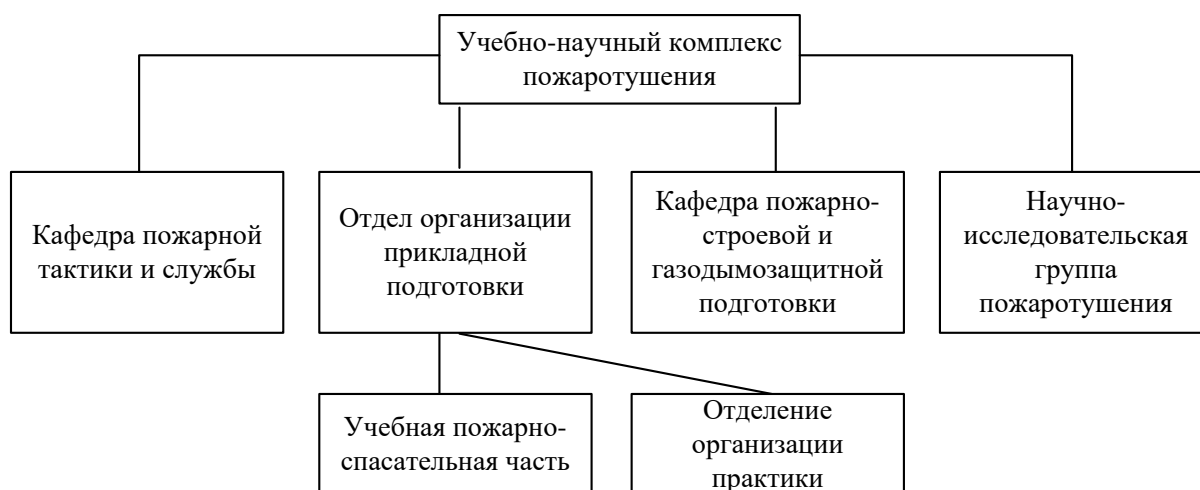 Учебно-научный комплекс
пожаротушения
Кафедра пожарной
тактики и службы
Отдел организации
прикладной
подготовки
Кафедра пожарно-
строевой и
газодымозащитной
подготовки
Научно-
исследовательская
группа
пожаротушения
Учебная пожарно-
спасательная часть
Отделение
организации
практики